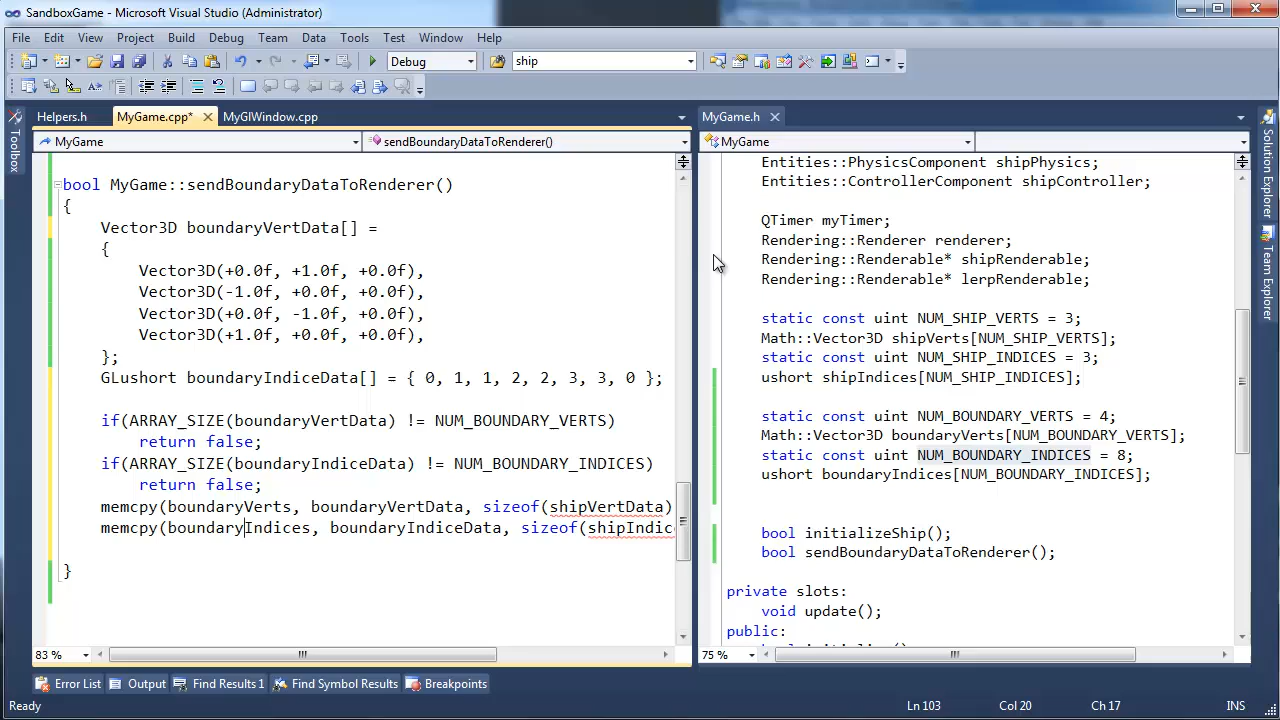 SandboxGame - Microsoft Visual Studio (Administrator)
File Edit View Project Build Debug Team Data Tools Test Window Help
Debug ship
Helpers.h MyGame.cpp* MyGlWindow.cpp
MyGame sendBoundaryDataToRenderer()
bool MyGame::sendBoundaryDataToRenderer()
{
Vector3D boundaryVertData[] =
{
Vector3D(+0.0f, +1.0f, +0.0f),
Vector3D(-1.0f, +0.0f, +0.0f),
Vector3D(+0.0f, -1.0f, +0.0f),
Vector3D(+1.0f, +0.0f, +0.0f),
};
GLushort boundaryIndiceData[] = { 0, 1, 1, 2, 2, 3, 3, 0 };
if(ARRAY_SIZE(boundaryVertData) != NUM_BOUNDARY_VERTS)
return false;
if(ARRAY_SIZE(boundaryIndiceData) != NUM_BOUNDARY_INDICES)
return false;
memcpy(boundaryVerts, boundaryVertData, sizeof(shipVertData)
memcpy(boundaryIndices, boundaryIndiceData, sizeof(shipIndic
}
83 %
MyGame.h
MyGame
Entities::PhysicsComponent shipPhysics;
Entities::ControllerComponent shipController;
QTimer myTimer;
Rendering::Renderer renderer;
Rendering::Renderable* shipRenderable;
Rendering::Renderable* lerpRenderable;
static const uint NUM_SHIP_VERTS = 3;
Math::Vector3D shipVerts[NUM_SHIP_VERTS];
static const uint NUM_SHIP_INDICES = 3;
ushort shipIndices[NUM_SHIP_INDICES];
static const uint NUM_BOUNDARY_VERTS = 4;
Math::Vector3D boundaryVerts[NUM_BOUNDARY_VERTS];
static const uint NUM_BOUNDARY_INDICES = 8;
ushort boundaryIndices[NUM_BOUNDARY_INDICES];
bool initializeShip();
bool sendBoundaryDataToRenderer();
private slots:
void update();
public:
75 %
Toolbox
Solution Explorer
Team Explorer
Error List Output Find Results 1 Find Symbol Results Breakpoints
Ready Ln 103 Col 20 Ch 17 INS